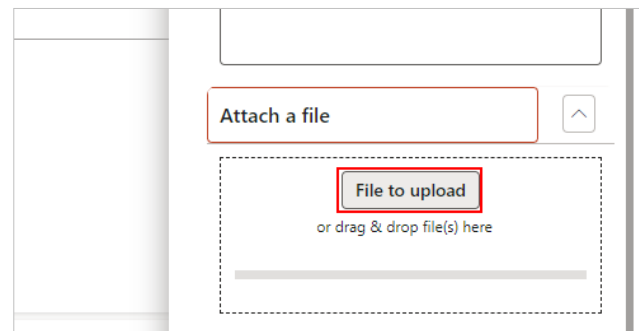 Attach a file
File to upload
or drag & drop file(s) here